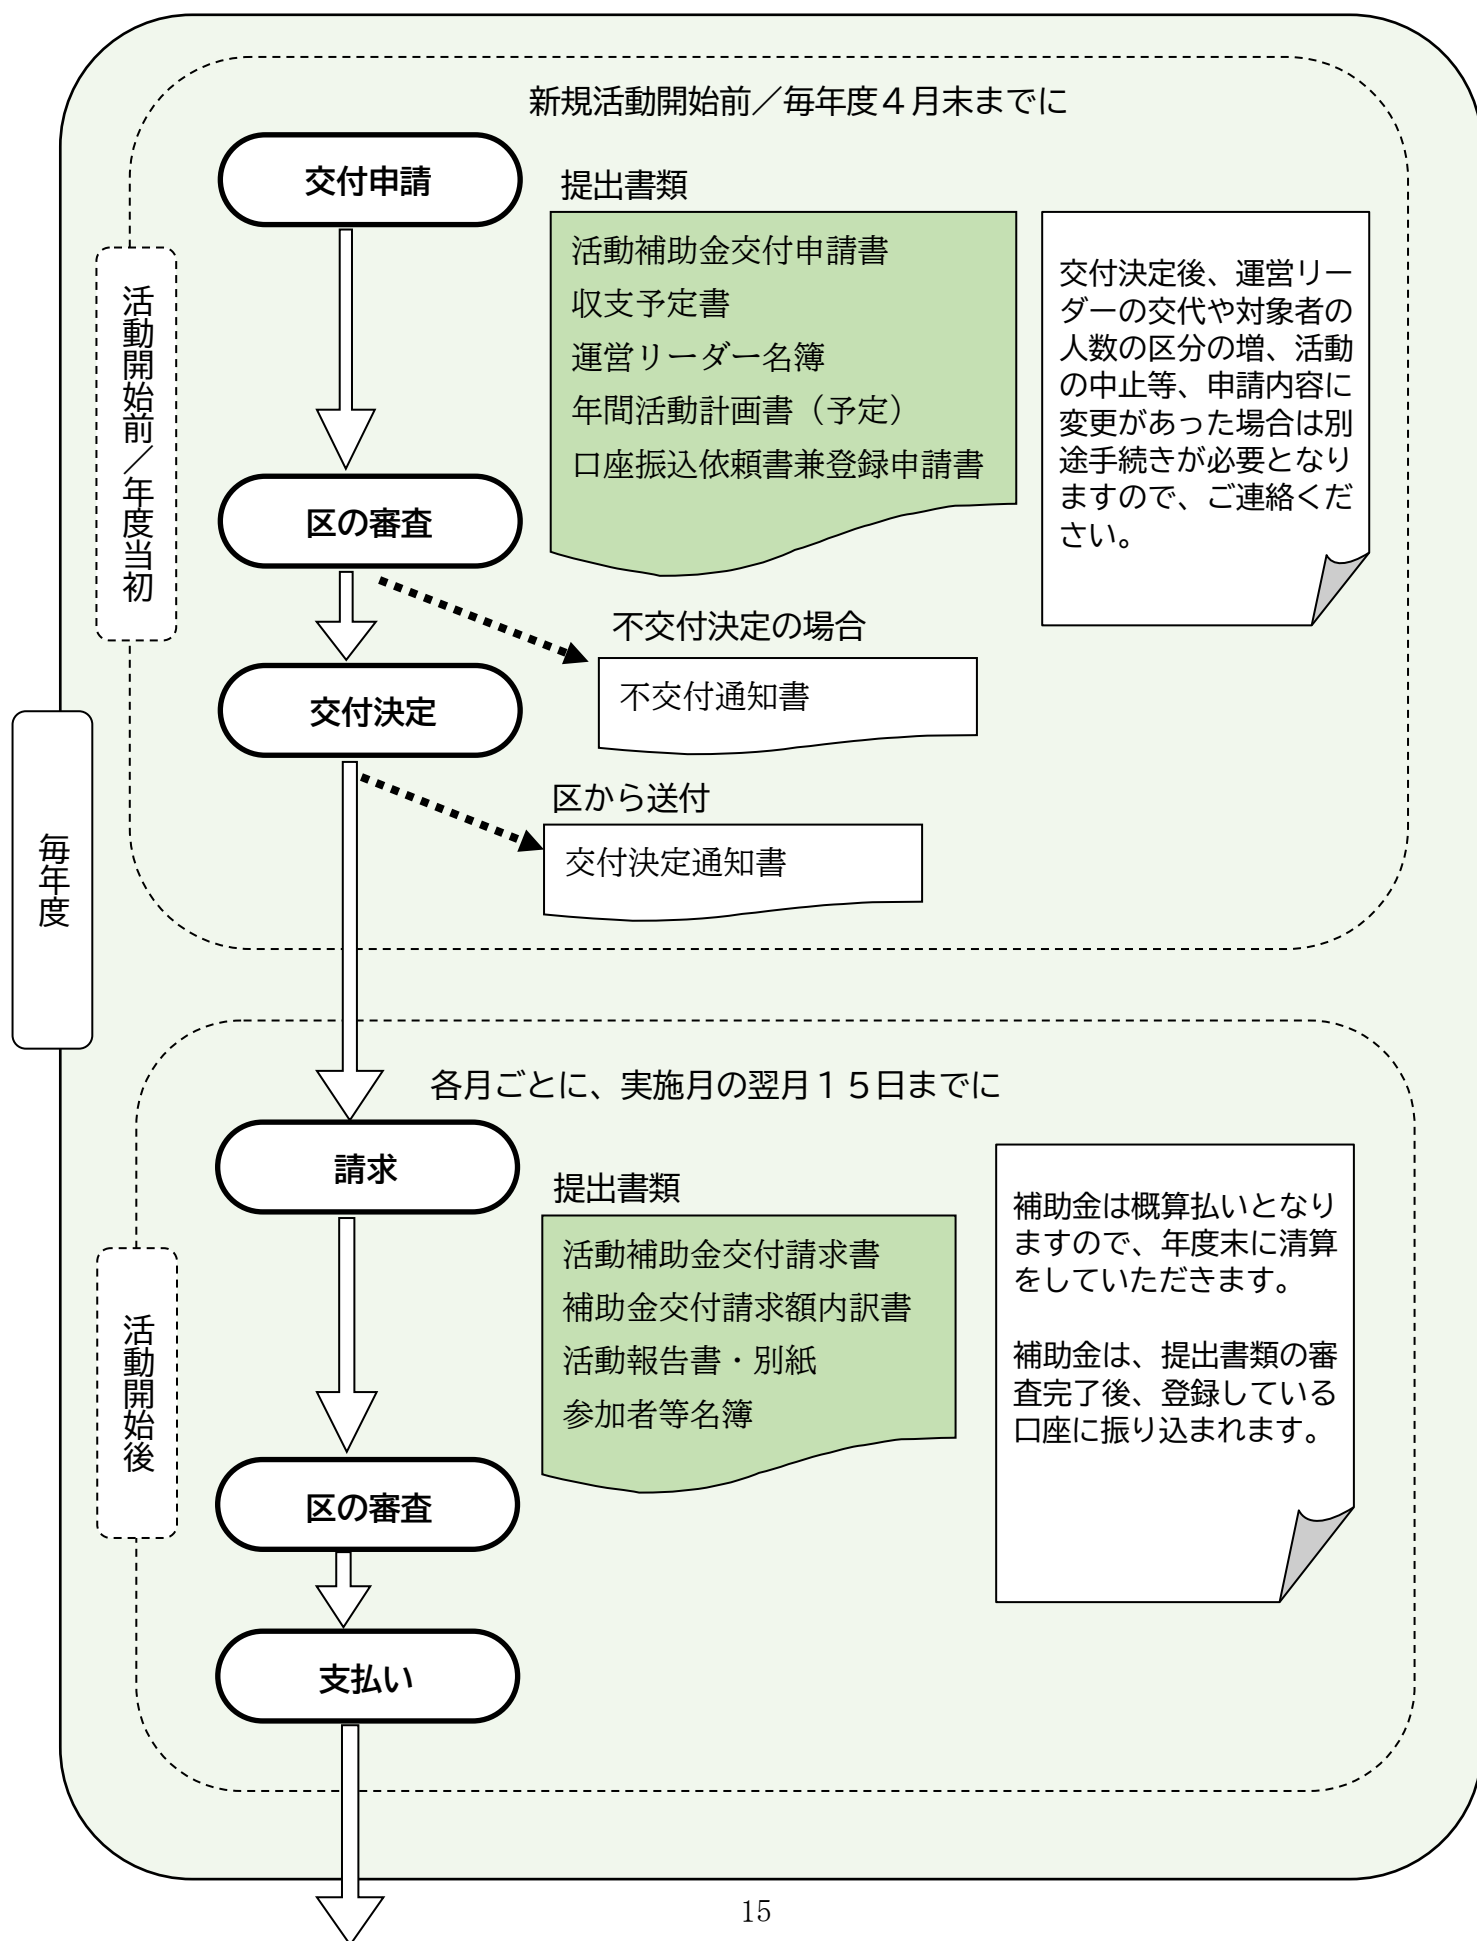 新規活動開始前／毎年度４月末までに
交付申請
提出書類
活動補助金交付申請書
収支予定書
運営リーダー名簿
年間活動計画書（予定）
口座振込依頼書兼登録申請書
交付決定後、運営リー
ダーの交代や対象者の
人数の区分の増、活動
の中止等、申請内容に
変更があった場合は別
途手続きが必要となり
ますので、ご連絡くだ
さい。
活動開始前／年度当初
区の審査
不交付決定の場合
不交付通知書
交付決定
区から送付
交付決定通知書
毎年度
各月ごとに、実施月の翌月１５日までに
請求
提出書類
活動補助金交付請求書
補助金交付請求額内訳書
活動報告書・別紙
参加者等名簿
補助金は概算払いとなり
ますので、年度末に清算
をしていただきます。
補助金は、提出書類の審
査完了後、登録している
口座に振り込まれます。
活動開始後
区の審査
支払い
15